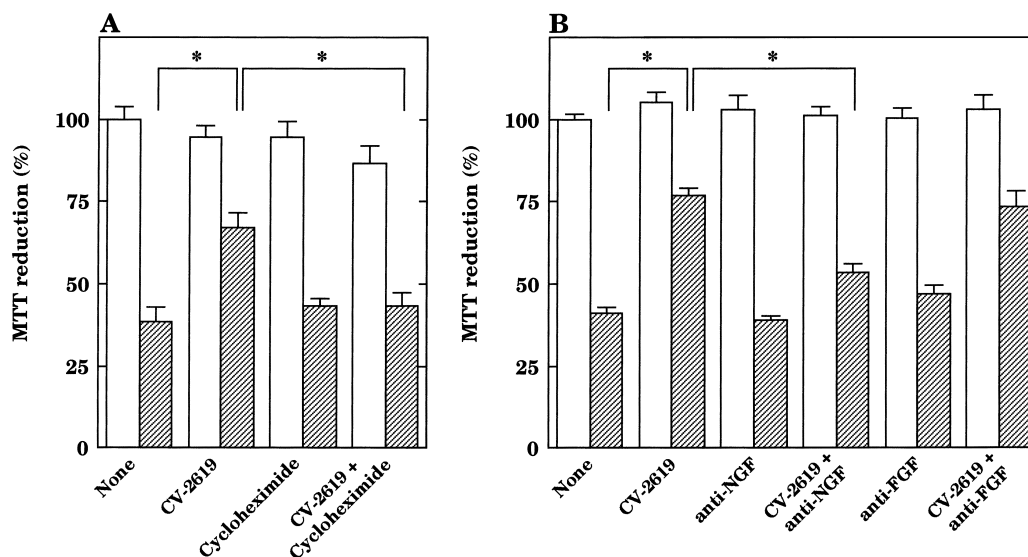 A
*
*
MTT reduction (%)
100
75
50
25
0
None
CV-2619
Cycloheximide
CV-2619 +
Cycloheximide
B
*
*
MTT reduction (%)
100
75
50
25
0
None
CV-2619
anti-NGF
CV-2619 +
anti-NGF
anti-FGF
CV-2619 +
anti-FGF